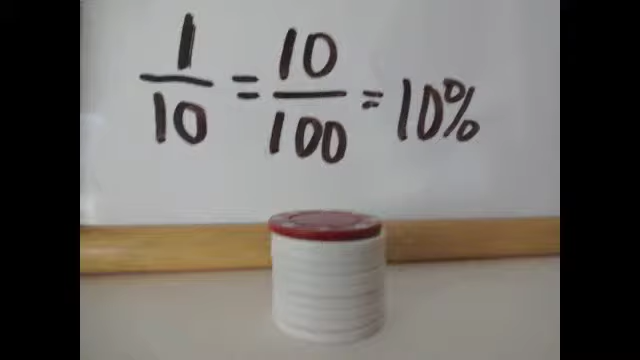 1/10 = 10/100 = 10%